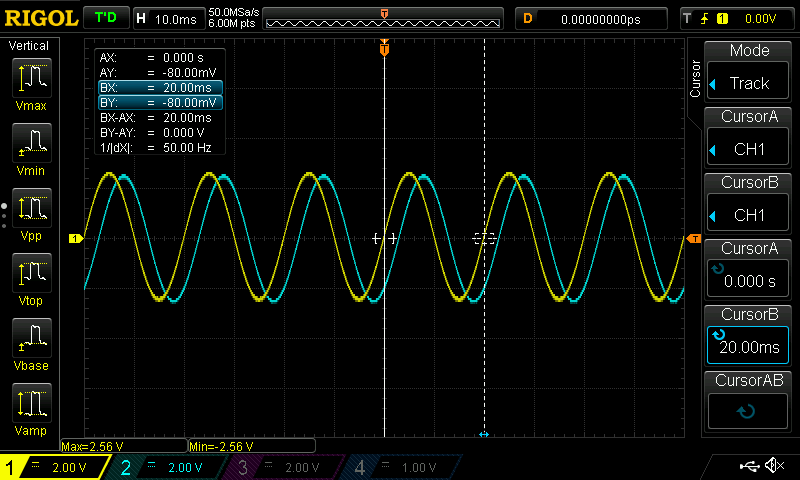 RIGOL T'D H 10.0ms 50.0MSa/s 6.00M pts T D 0.00000000ps T 1 0.00V
Vertical
Vmax
Vmin
Vpp
Vtop
Vbase
Vamp
T
AX: = 0.000 s
AY: = -80.00mV
BX: = 20.00ms
BY: = -80.00mV
BX-AX: = 20.00ms
BY-AY: = 0.000 V
1/|dX|: = 50.00 Hz
1
T
Cursor
Mode
Track
CursorA
CH1
CursorB
CH1
CursorA
0.000 s
CursorB
20.00ms
CursorAB
Max=2.56 V Min=-2.56 V
1 = 2.00 V 2 = 2.00 V 3 = 2.00 V 4 = 1.00 V